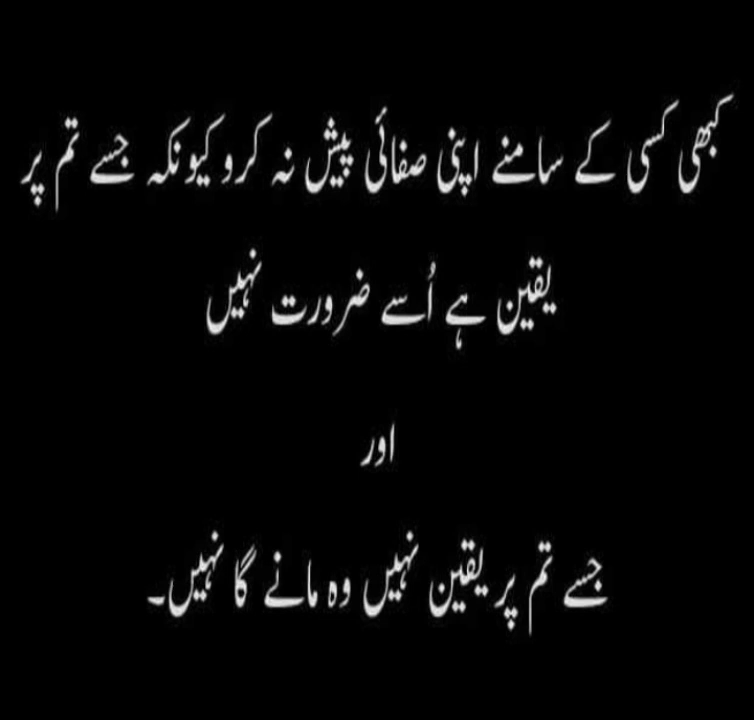 کبھی کسی کے سامنے اپنی صفائی پیش نہ کرو کیونکہ جسے تم پر
یقین ہے اُسے ضرورت نہیں
اور
جسے تم پر یقین نہیں وہ مانے گا نہیں۔